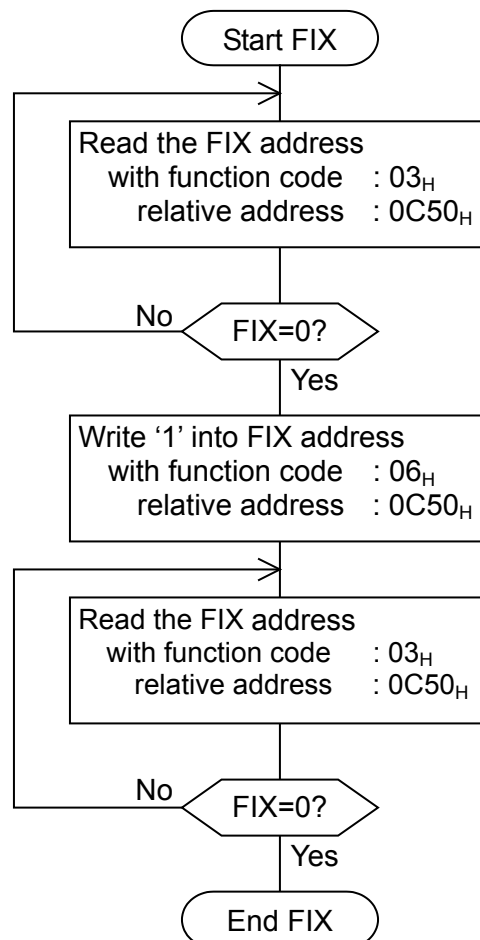 Start FIX
Read the FIX address
with function code : 03H
relative address : 0C50H
No
FIX=0?
Yes
Write ‘1’ into FIX address
with function code : 06H
relative address : 0C50H
Read the FIX address
with function code : 03H
relative address : 0C50H
No
FIX=0?
Yes
End FIX